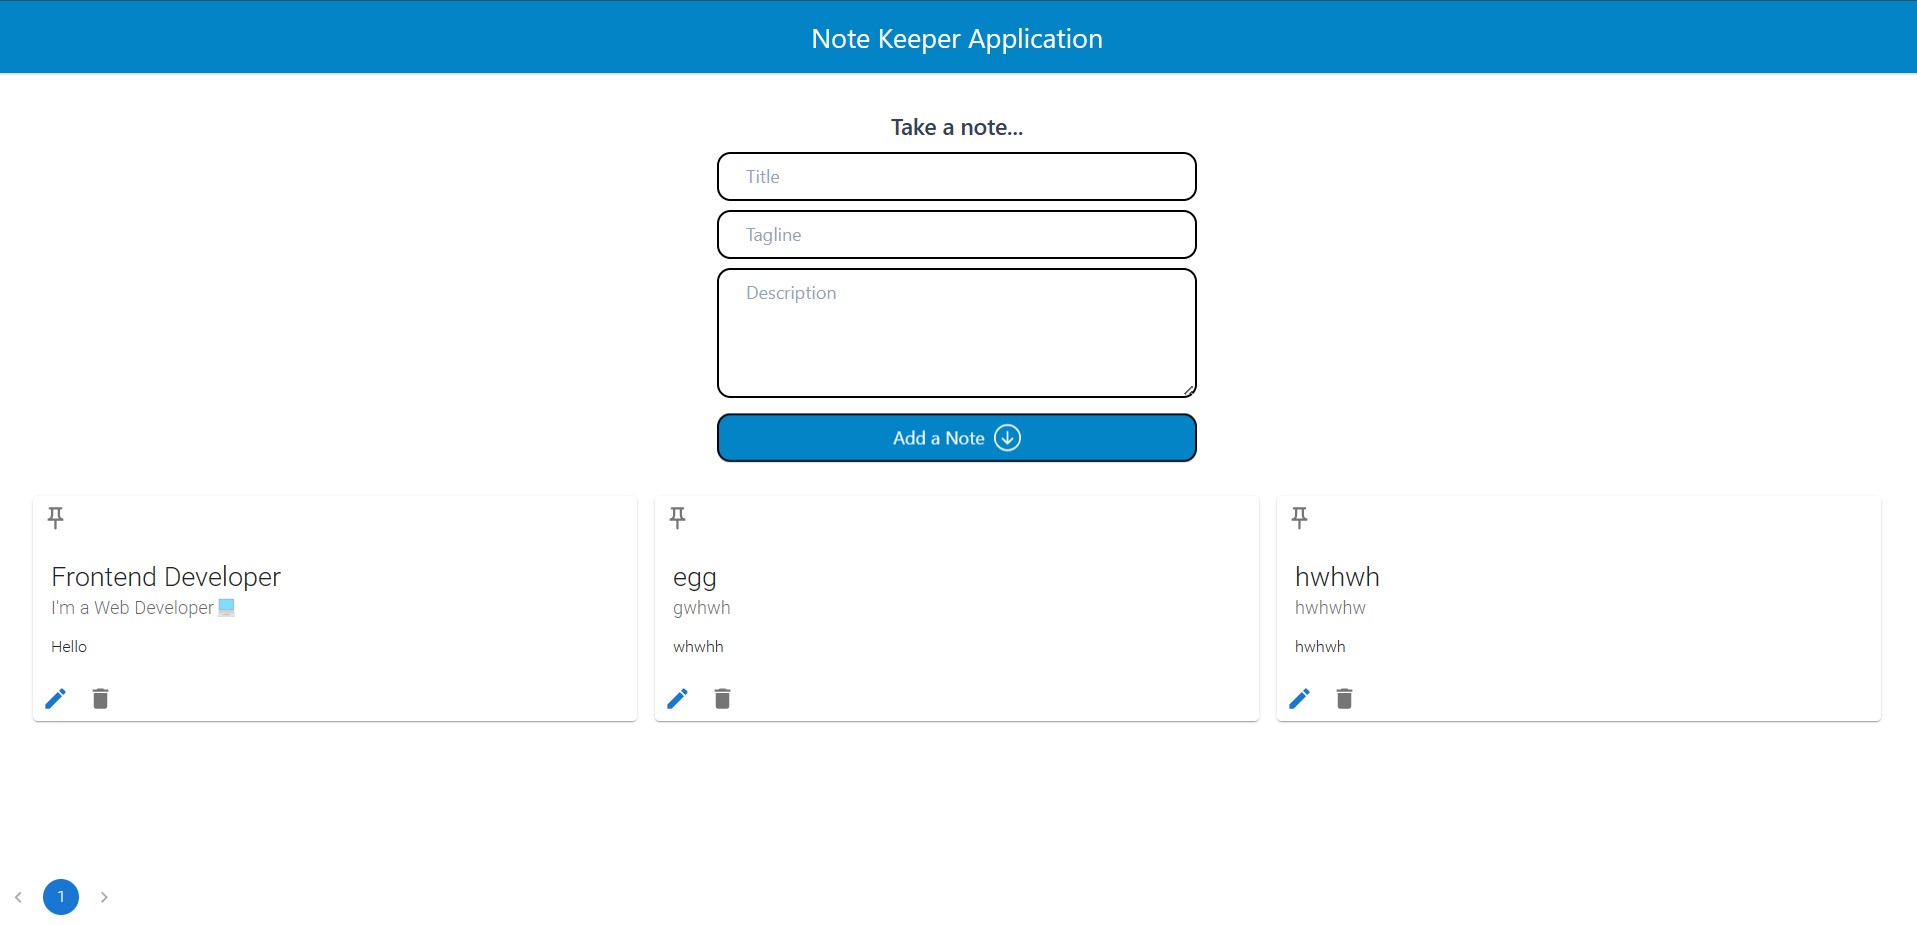 Note Keeper Application
Take a note...
Title
Tagline
Description
Add a Note
Frontend Developer
I'm a Web Developer 💻
Hello
egg
gwhwh
whwhh
hwhwh
hwhwhw
hwhwh
1